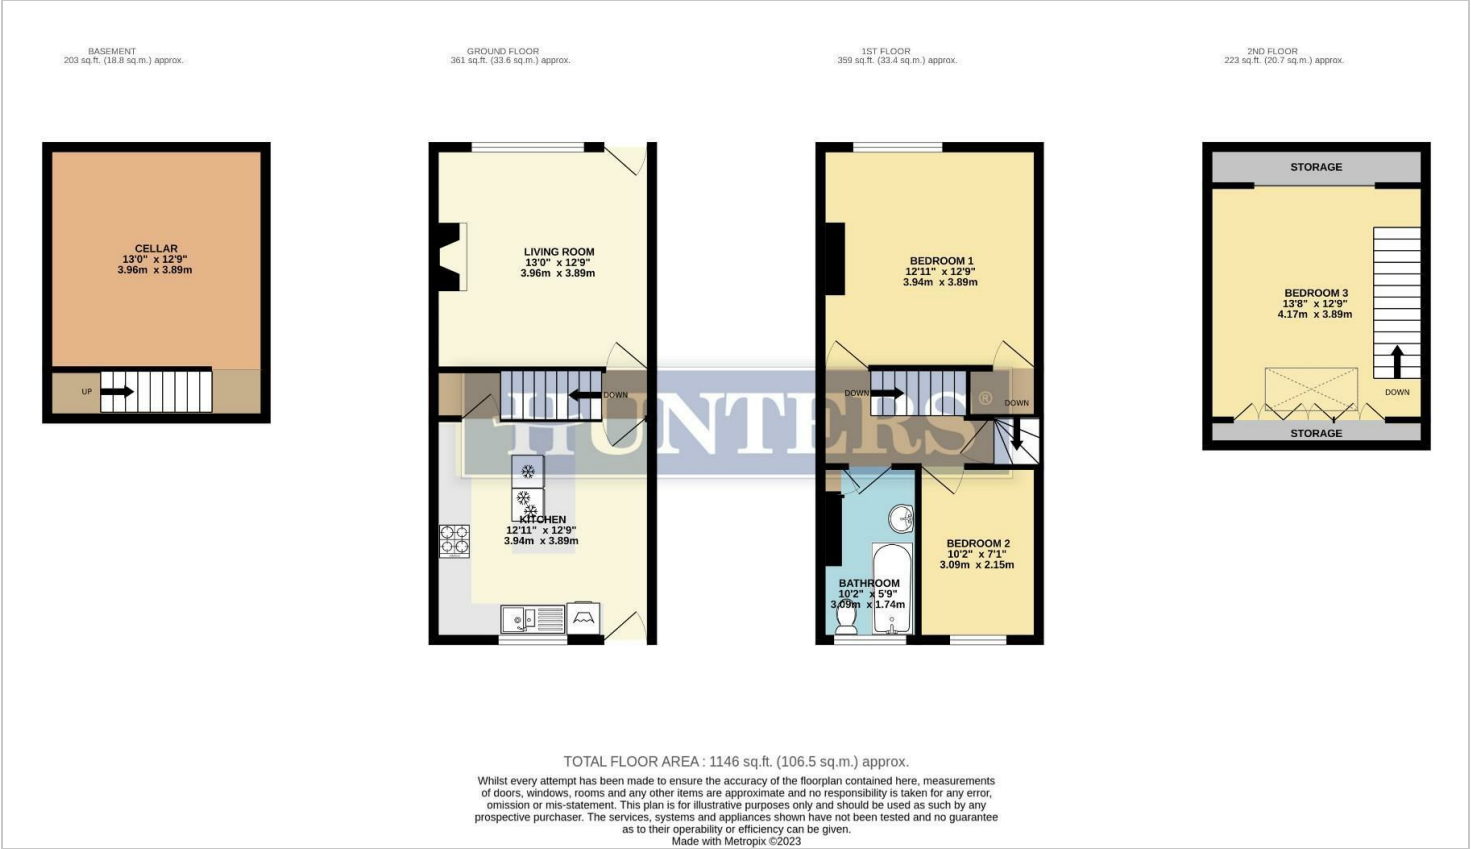 BASEMENT
203 sq.ft. (18.8 sq.m.) approx.
GROUND FLOOR
361 sq.ft. (33.6 sq.m.) approx.
1ST FLOOR
359 sq.ft. (33.4 sq.m.) approx.
2ND FLOOR
223 sq.ft. (20.7 sq.m.) approx.
CELLAR
13'0" x 12'9"
3.96m x 3.89m
UP
LIVING ROOM
13'0" x 12'9"
3.96m x 3.89m
DOWN
KITCHEN
12'11" x 12'9"
3.94m x 3.89m
BEDROOM 1
12'11" x 12'9"
3.94m x 3.89m
DOWN
DOWN
BEDROOM 2
10'2" x 7'1"
3.09m x 2.15m
BATHROOM
10'2" x 5'9"
3.09m x 1.74m
STORAGE
BEDROOM 3
13'8" x 12'9"
4.17m x 3.89m
DOWN
STORAGE
HUNTERS®
TOTAL FLOOR AREA : 1146 sq.ft. (106.5 sq.m.) approx.
Whilst every attempt has been made to ensure the accuracy of the floorplan contained here, measurements
of doors, windows, rooms and any other items are approximate and no responsibility is taken for any error,
omission or mis-statement. This plan is for illustrative purposes only and should be used as such by any
prospective purchaser. The services, systems and appliances shown have not been tested and no guarantee
as to their operability or efficiency can be given.
Made with Metropix ©2023